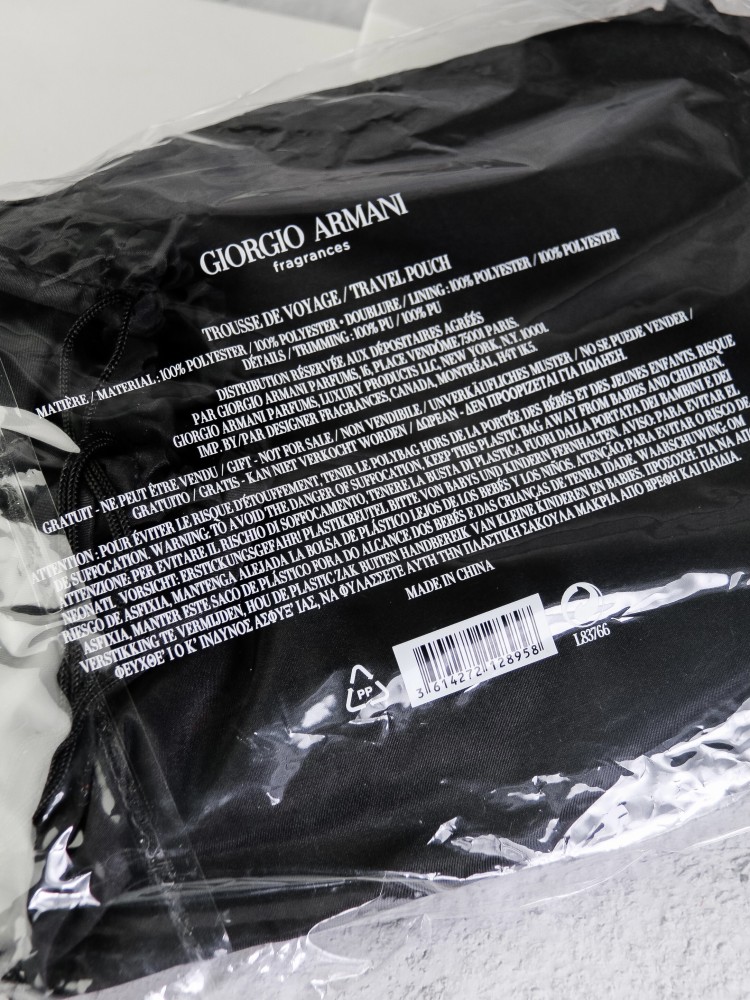 GIORGIO ARMANI
fragrances
TROUSSE DE VOYAGE / TRAVEL POUCH
MATIÈRE / MATERIAL : 100% POLYESTER / 100% POLYESTER • DOUBLURE / LINING : 100% POLYESTER / 100% POLYESTER
DÉTAILS / TRIMMING : 100% PU / 100% PU
DISTRIBUTION RÉSERVÉE AUX DÉPOSITAIRES AGRÉÉS
PAR GIORGIO ARMANI PARFUMS, 16, PLACE VENDÔME 75001 PARIS.
GIORGIO ARMANI PARFUMS, LUXURY PRODUCTS LLC, NEW YORK, N.Y. 10001.
IMP. BY/PAR DESIGNER FRAGRANCES, CANADA, MONTRÉAL, H4T 1K5.
GRATUIT - NE PEUT ÊTRE VENDU / GIFT - NOT FOR SALE / NON VENDIBILE / UNVERKÄUFLICHES MUSTER / NO SE PUEDE VENDER /
GRATUITO / GRATIS - KAN NIET VERKOCHT WORDEN / ΔΩΡΕΑΝ - ΔΕΝ ΠΡΟΟΡΙΖΕΤΑΙ ΓΙΑ ΠΩΛΗΣΗ.
ATTENTION : POUR ÉVITER LE RISQUE D'ÉTOUFFEMENT, TENIR LE POLYBAG HORS DE LA PORTÉE DES BÉBÉS ET DES JEUNES ENFANTS. RISQUE
DE SUFFOCATION. WARNING: TO AVOID THE DANGER OF SUFFOCATION, KEEP THIS PLASTIC BAG AWAY FROM BABIES AND CHILDREN.
ATTENZIONE: PER EVITARE IL RISCHIO DI SOFFOCAMENTO, TENERE LA BUSTA DI PLASTICA FUORI DALLA PORTATA DEI BAMBINI E DEI
NEONATI. VORSICHT: ERSTICKUNGSGEFAHR! PLASTIKBEUTEL BITTE VON BABYS UND KINDERN FERNHALTEN. AVISO, PARA EVITAR EL
RIESGO DE ASFIXIA, MANTENGA ALEJADA LA BOLSA DE PLÁSTICO LEJOS DE LOS BEBÉS Y LOS NIÑOS. ATENÇÃO, PARA EVITAR O RISCO DE
ASFIXIA, MANTER ESTE SACO DE PLÁSTICO FORA DO ALCANCE DOS BEBÉS E DAS CRIANÇAS DE TENRA IDADE. WAARSCHUWING: OM
VERSTIKKING TE VERMIJDEN, HOU DE PLASTIC ZAK BUITEN HANDBEREIK VAN KLEINE KINDEREN EN BABIES. ΠΡΟΣΟΧΗ: ΓΙΑ ΝΑ
ΝΑ ΦΥΛΑΣΣΕΤΕ ΑΥΤΗ ΤΗΝ ΠΛΑΣΤΙΚΗ ΣΑΚΟΥΛΑ ΜΑΚΡΙΑ ΑΠΟ ΒΡΕΦΗ ΚΑΙ ΠΑΙΔΙΑ.
MADE IN CHINA
L83766
3 614272 128958
PP